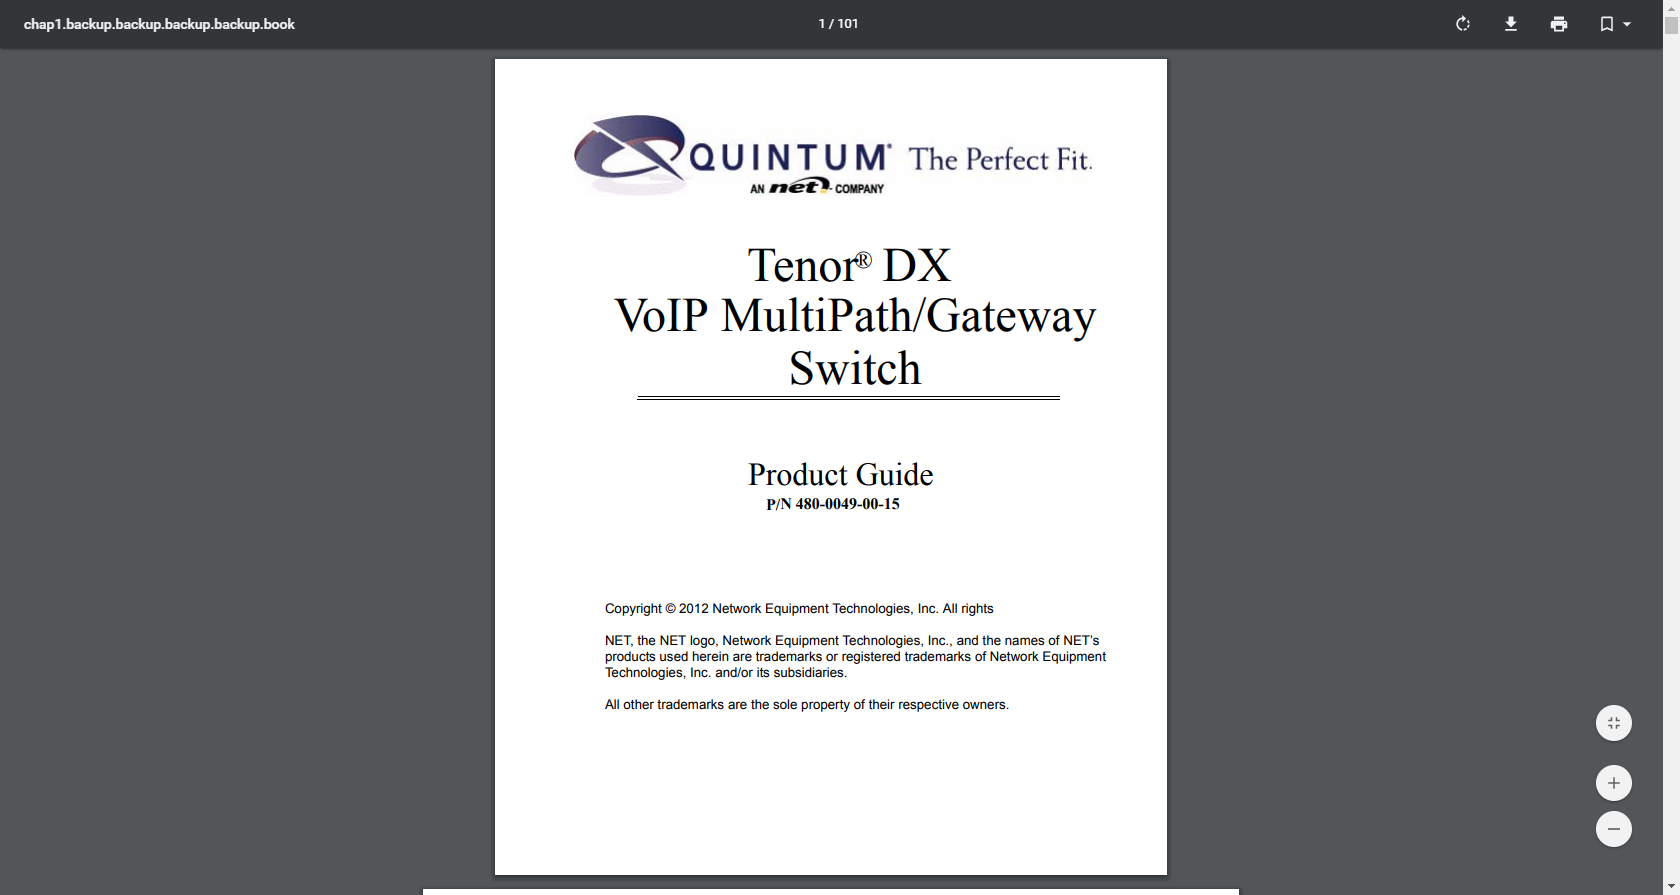 chap1.backup.backup.backup.backup.book
1 / 101
QUINTUM® The Perfect Fit.
AN net COMPANY
Tenor® DX
VoIP MultiPath/Gateway
Switch
Product Guide
P/N 480-0049-00-15
Copyright © 2012 Network Equipment Technologies, Inc. All rights
NET, the NET logo, Network Equipment Technologies, Inc., and the names of NET's
products used herein are trademarks or registered trademarks of Network Equipment
Technologies, Inc. and/or its subsidiaries.
All other trademarks are the sole property of their respective owners.